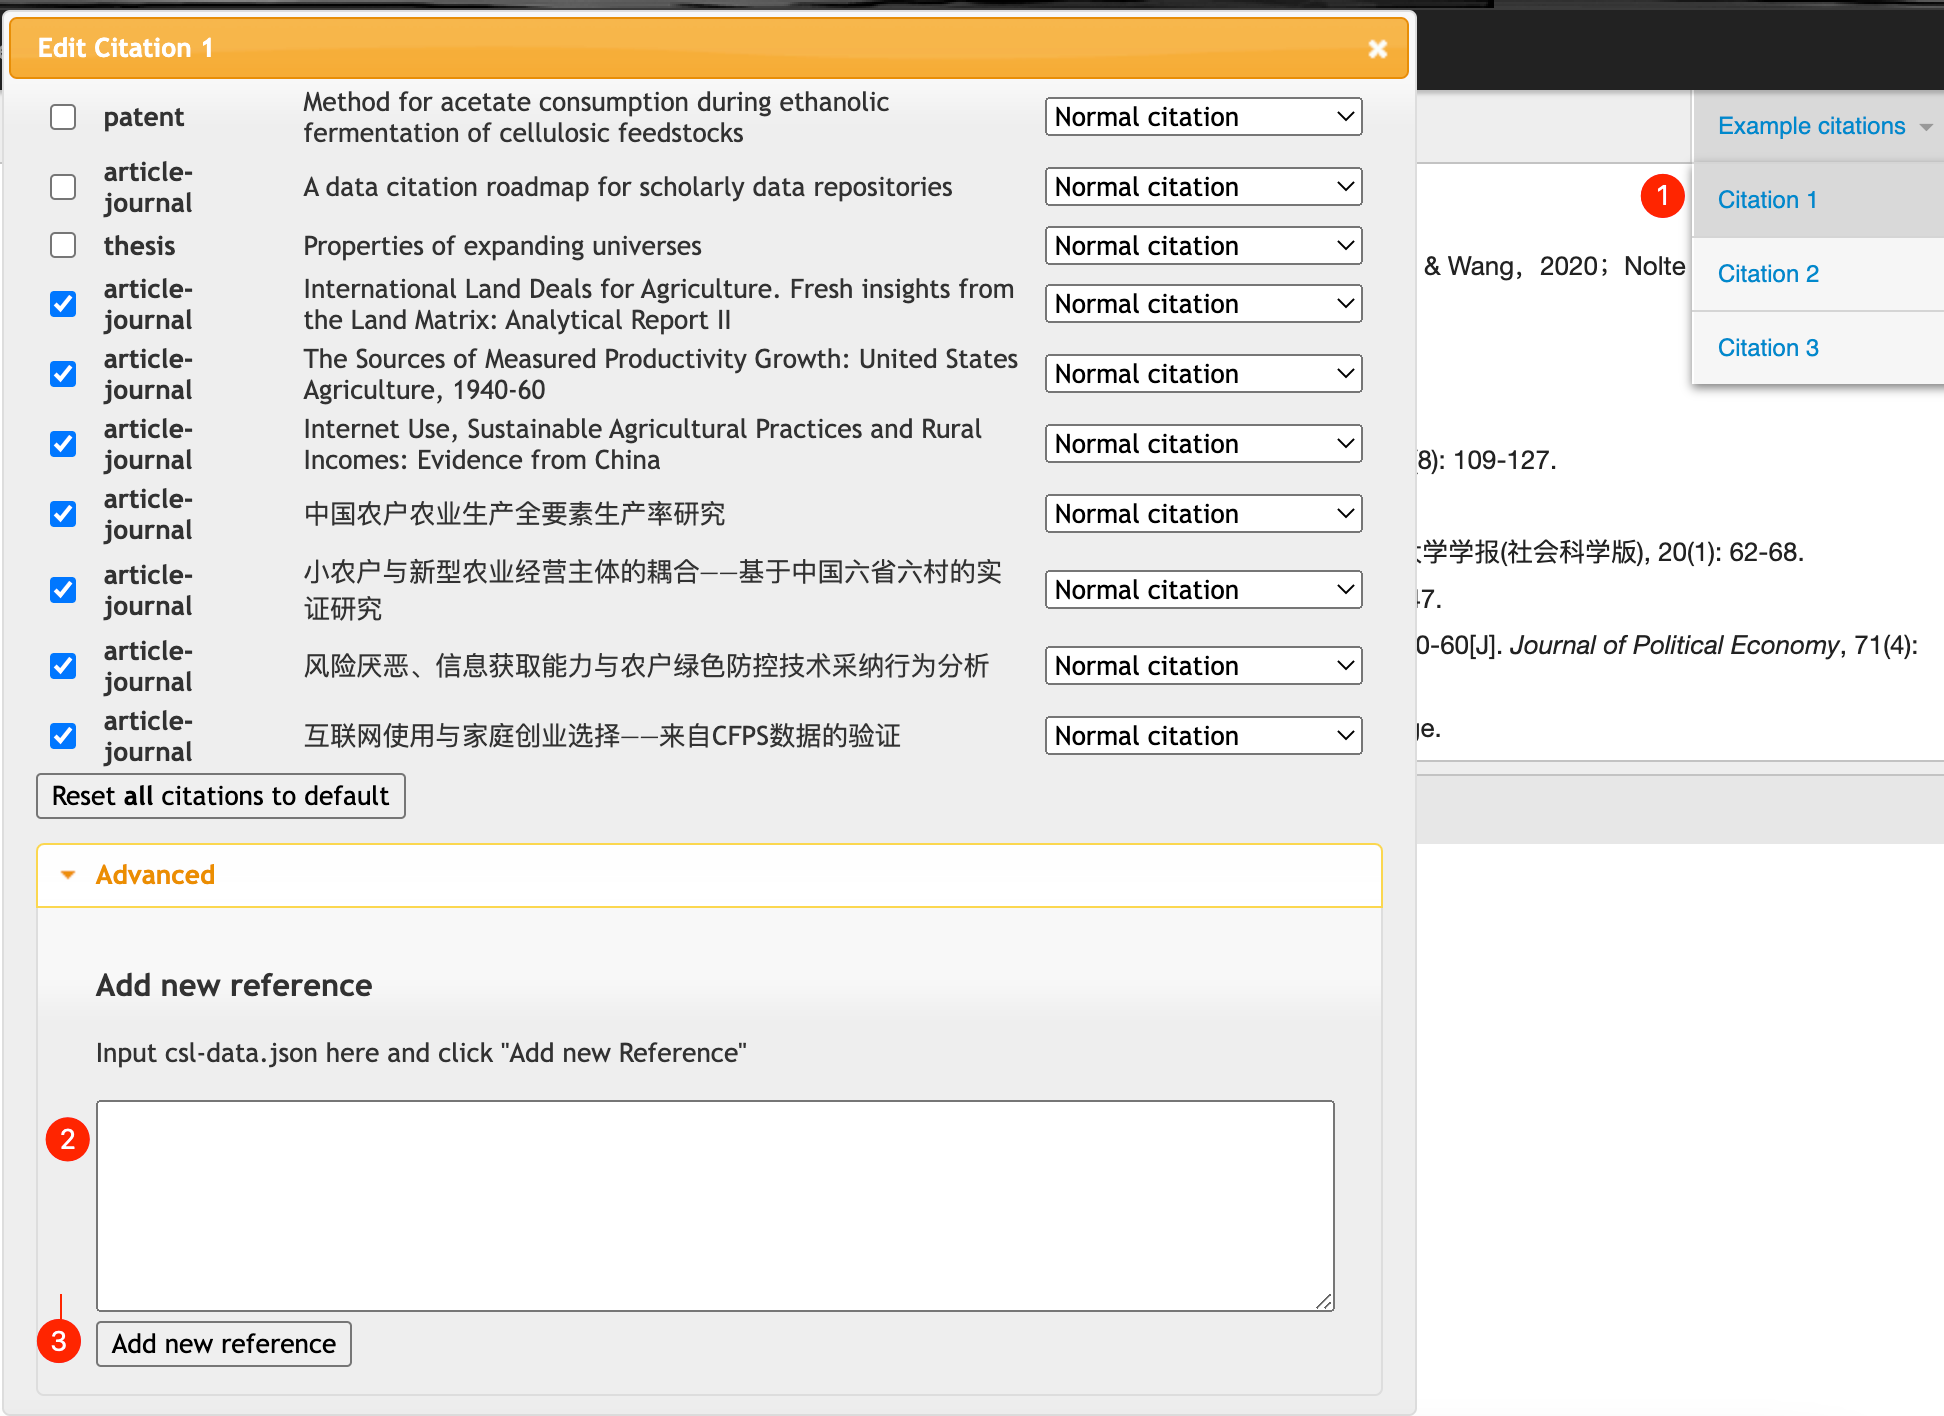 Edit Citation 1
patent
Method for acetate consumption during ethanolic
fermentation of cellulosic feedstocks
Normal citation
article-
journal
A data citation roadmap for scholarly data repositories
Normal citation
thesis
Properties of expanding universes
Normal citation
article-
journal
International Land Deals for Agriculture. Fresh insights from
the Land Matrix: Analytical Report II
Normal citation
article-
journal
The Sources of Measured Productivity Growth: United States
Agriculture, 1940-60
Normal citation
article-
journal
Internet Use, Sustainable Agricultural Practices and Rural
Incomes: Evidence from China
Normal citation
article-
journal
中国农户农业生产全要素生产率研究
Normal citation
article-
journal
小农户与新型农业经营主体的耦合——基于中国六省六村的实
证研究
Normal citation
article-
journal
风险厌恶、信息获取能力与农户绿色防控技术采纳行为分析
Normal citation
article-
journal
互联网使用与家庭创业选择——来自CFPS数据的验证
Normal citation
Reset all citations to default
Advanced
Add new reference
Input csl-data.json here and click "Add new Reference"
2
3
Add new reference
Example citations
1
Citation 1
Citation 2
Citation 3
& Wang，2020；Nolte
8): 109-127.
学学报(社会科学版), 20(1): 62-68.
7.
0-60[J]. Journal of Political Economy, 71(4):
e.